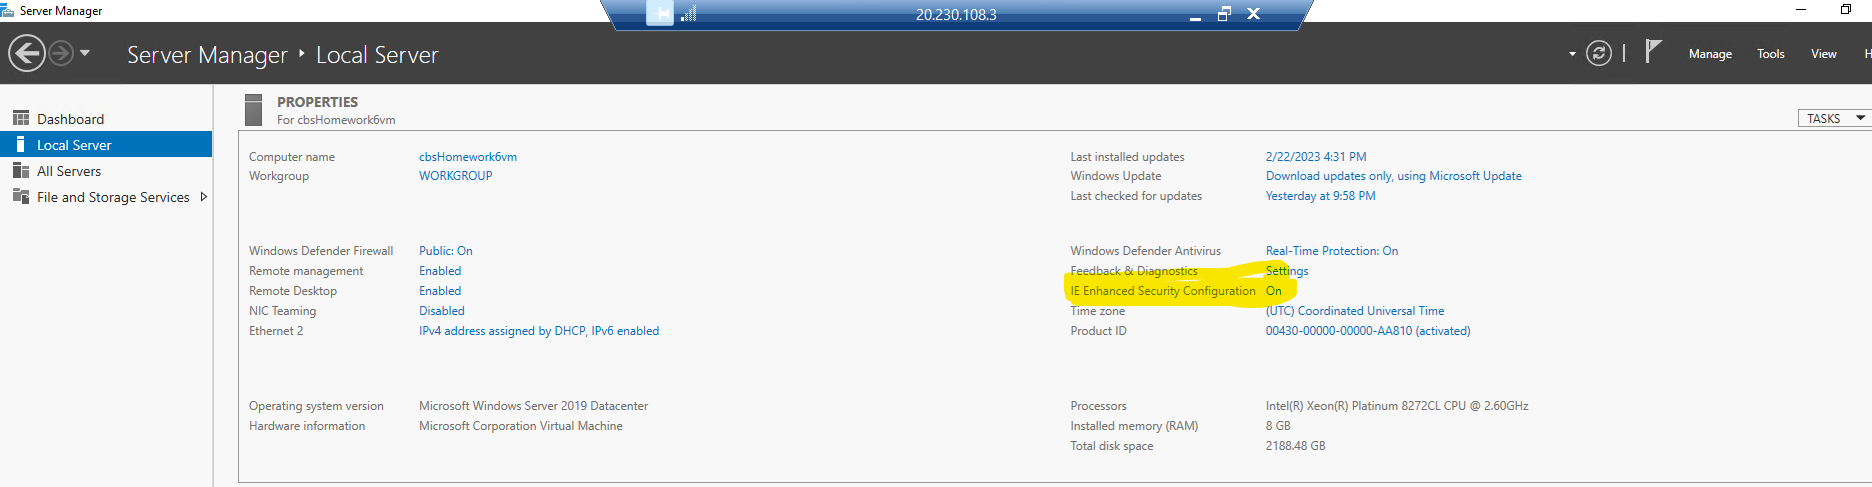 Server Manager
20.230.108.3
Server Manager ‣ Local Server
Manage Tools View H
Dashboard
Local Server
All Servers
File and Storage Services
PROPERTIES
For cbsHomework6vm
TASKS
Computer name cbsHomework6vm
Workgroup WORKGROUP
Last installed updates 2/22/2023 4:31 PM
Windows Update Download updates only, using Microsoft Update
Last checked for updates Yesterday at 9:58 PM
Windows Defender Firewall Public: On
Remote management Enabled
Remote Desktop Enabled
NIC Teaming Disabled
Ethernet 2 IPv4 address assigned by DHCP, IPv6 enabled
Windows Defender Antivirus Real-Time Protection: On
Feedback & Diagnostics Settings
IE Enhanced Security Configuration On
Time zone (UTC) Coordinated Universal Time
Product ID 00430-00000-00000-AA810 (activated)
Operating system version Microsoft Windows Server 2019 Datacenter
Hardware information Microsoft Corporation Virtual Machine
Processors Intel(R) Xeon(R) Platinum 8272CL CPU @ 2.60GHz
Installed memory (RAM) 8 GB
Total disk space 2188.48 GB